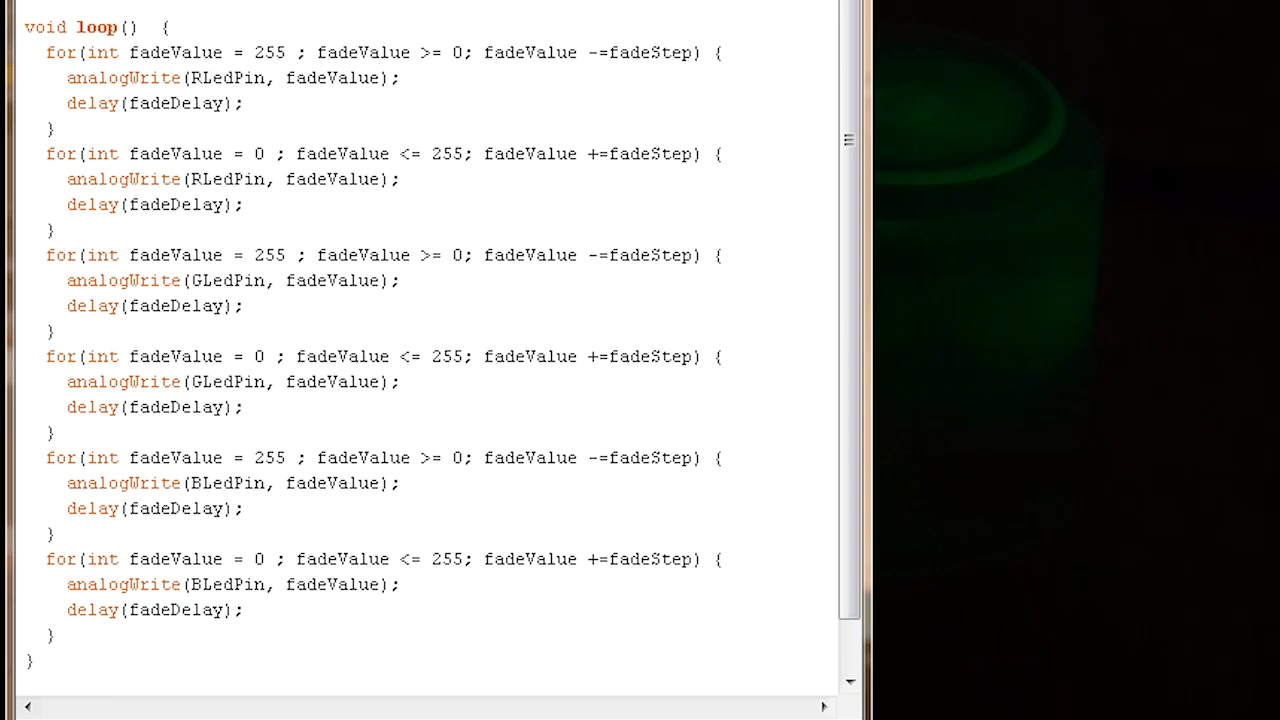 void loop()  {
  for(int fadeValue = 255 ; fadeValue >= 0; fadeValue -=fadeStep) {
    analogWrite(RLedPin, fadeValue);
    delay(fadeDelay);
  }
  for(int fadeValue = 0 ; fadeValue <= 255; fadeValue +=fadeStep) {
    analogWrite(RLedPin, fadeValue);
    delay(fadeDelay);
  }
  for(int fadeValue = 255 ; fadeValue >= 0; fadeValue -=fadeStep) {
    analogWrite(GLedPin, fadeValue);
    delay(fadeDelay);
  }
  for(int fadeValue = 0 ; fadeValue <= 255; fadeValue +=fadeStep) {
    analogWrite(GLedPin, fadeValue);
    delay(fadeDelay);
  }
  for(int fadeValue = 255 ; fadeValue >= 0; fadeValue -=fadeStep) {
    analogWrite(BLedPin, fadeValue);
    delay(fadeDelay);
  }
  for(int fadeValue = 0 ; fadeValue <= 255; fadeValue +=fadeStep) {
    analogWrite(BLedPin, fadeValue);
    delay(fadeDelay);
  }
}